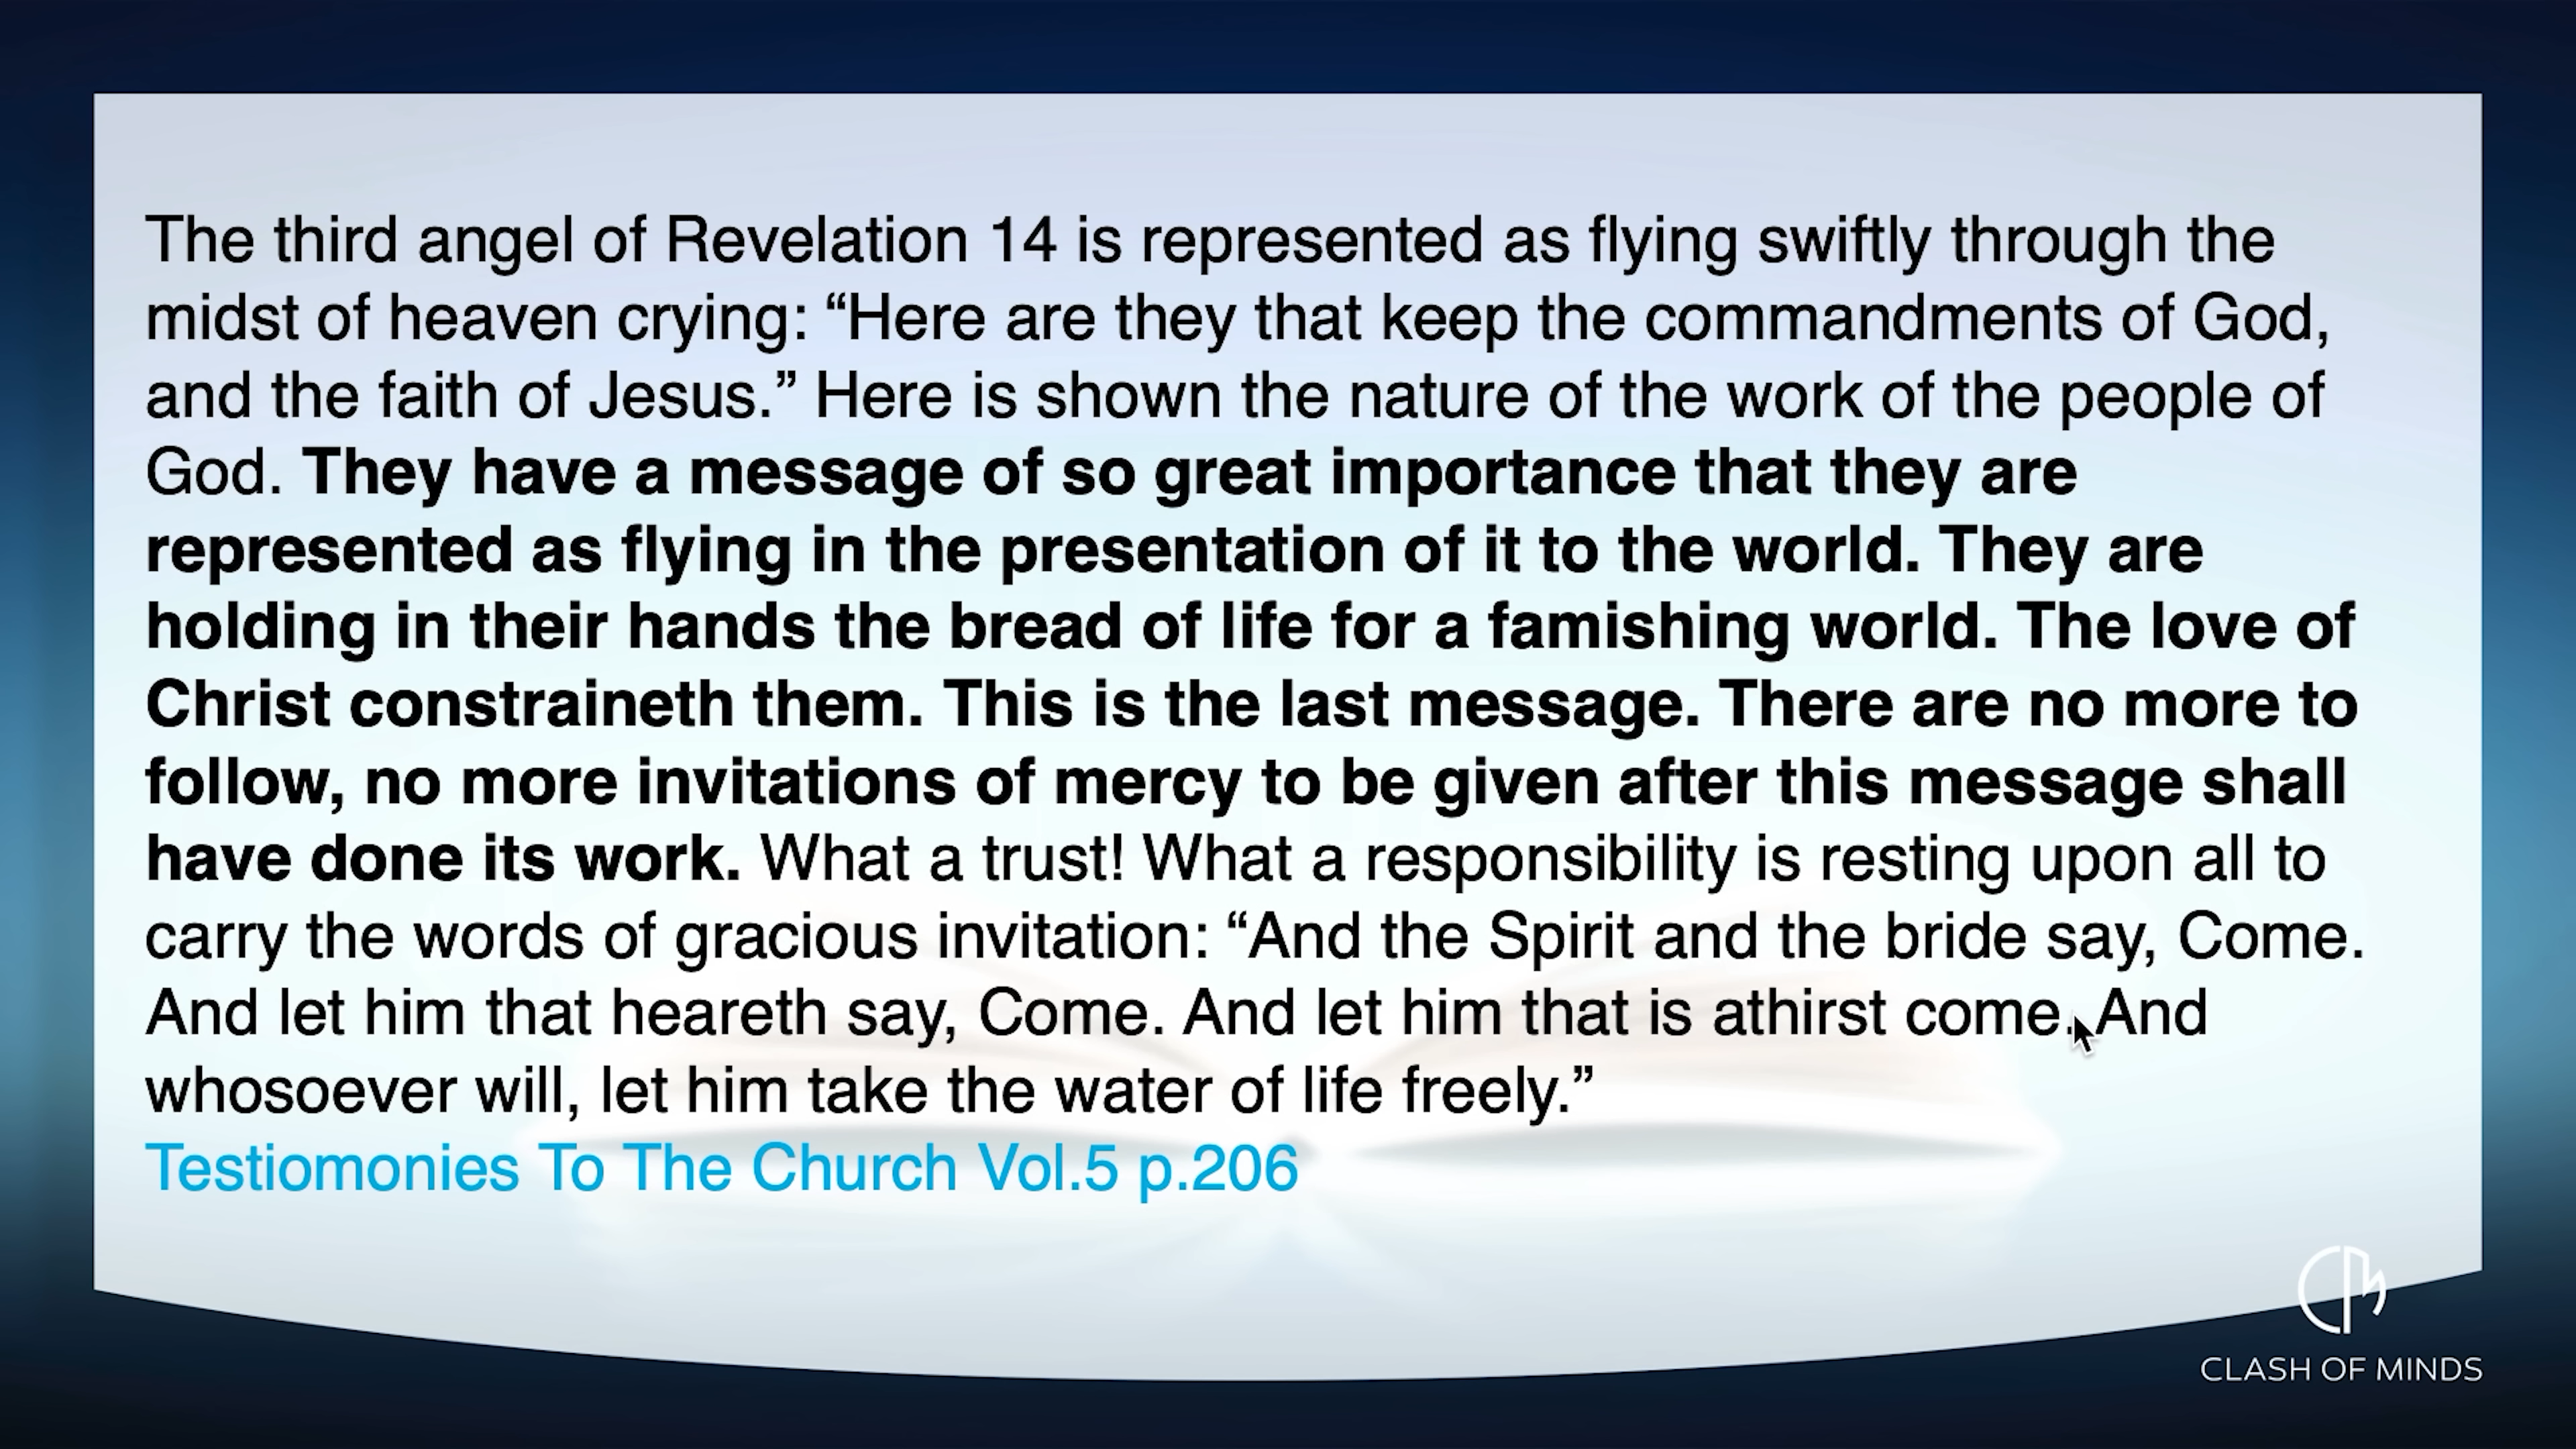 The third angel of Revelation 14 is represented as flying swiftly through the
midst of heaven crying: “Here are they that keep the commandments of God,
and the faith of Jesus.” Here is shown the nature of the work of the people of
God. They have a message of so great importance that they are
represented as flying in the presentation of it to the world. They are
holding in their hands the bread of life for a famishing world. The love of
Christ constraineth them. This is the last message. There are no more to
follow, no more invitations of mercy to be given after this message shall
have done its work. What a trust! What a responsibility is resting upon all to
carry the words of gracious invitation: “And the Spirit and the bride say, Come.
And let him that heareth say, Come. And let him that is athirst come. And
whosoever will, let him take the water of life freely.”
Testiomonies To The Church Vol.5 p.206
CLASH OF MINDS